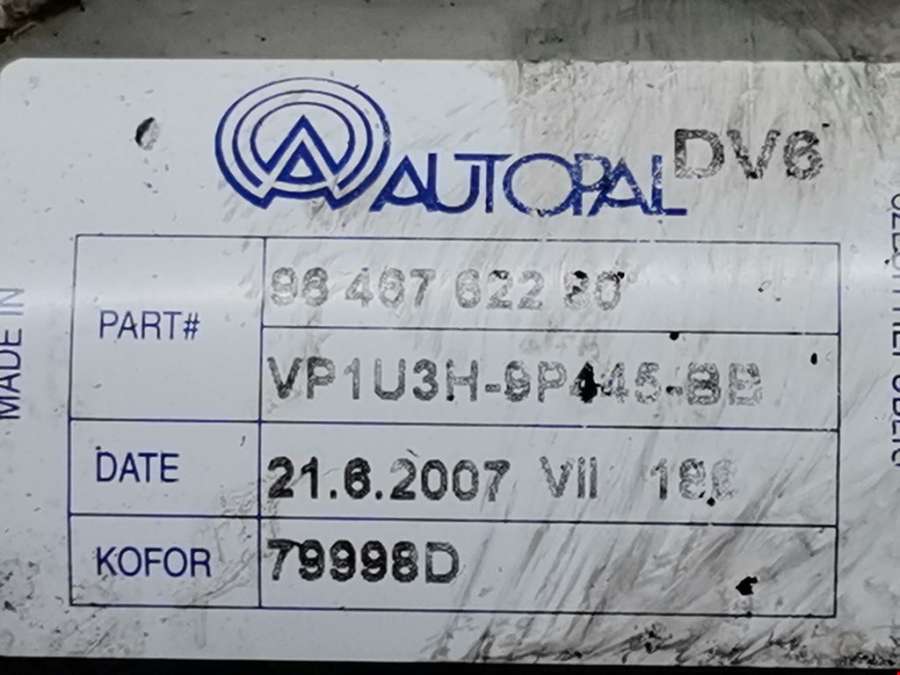 AUTOPAL DV6
PART#
96 467 622 80
VP1U3H-9P445-BB
DATE 21.6.2007 VII
KOFOR 79998D
MADE IN